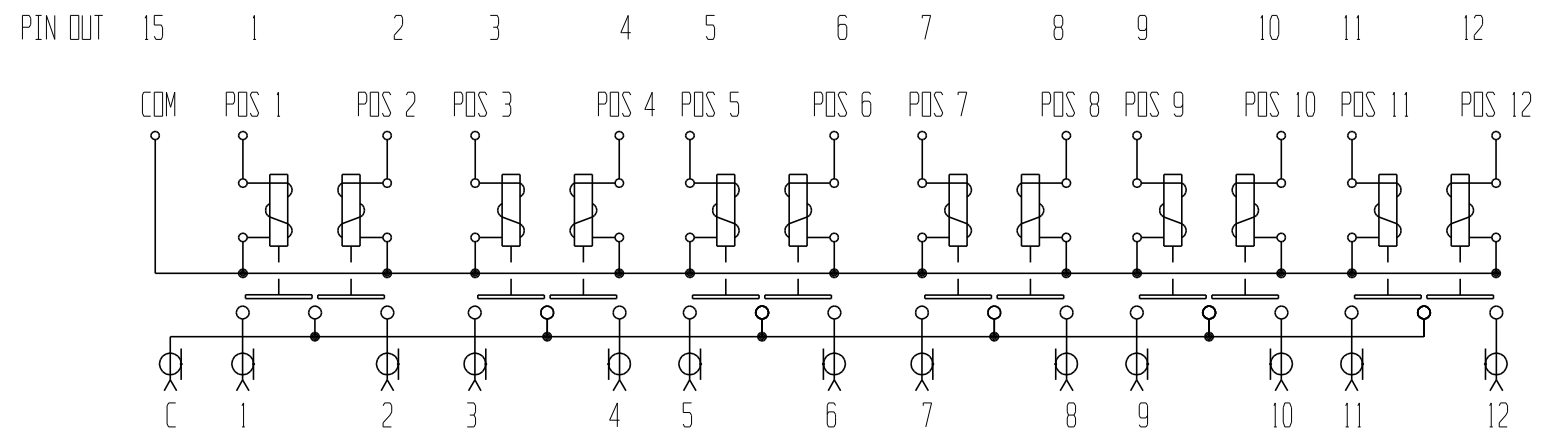 PIN OUT 15 1 2 3 4 5 6 7 8 9 10 11 12
COM POS 1 POS 2 POS 3 POS 4 POS 5 POS 6 POS 7 POS 8 POS 9 POS 10 POS 11 POS 12
C 1 2 3 4 5 6 7 8 9 10 11 12